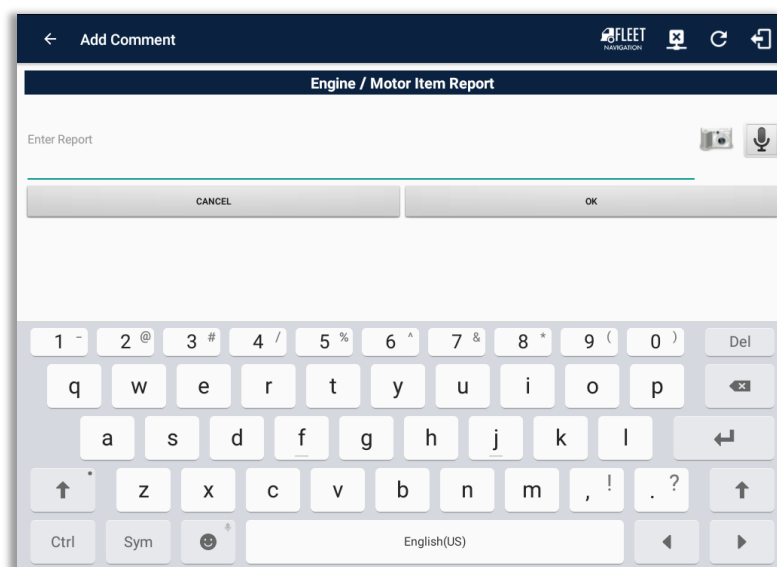 Add Comment
FLEET
NAVIGATION
Engine / Motor Item Report
Enter Report
CANCEL OK
1 - 2 @ 3 # 4 / 5 % 6 ^ 7 & 8 * 9 ( 0 ) Del
q w e r t y u i o p
a s d f g h j k l
z x c v b n m , ! . ?
Ctrl Sym English(US)